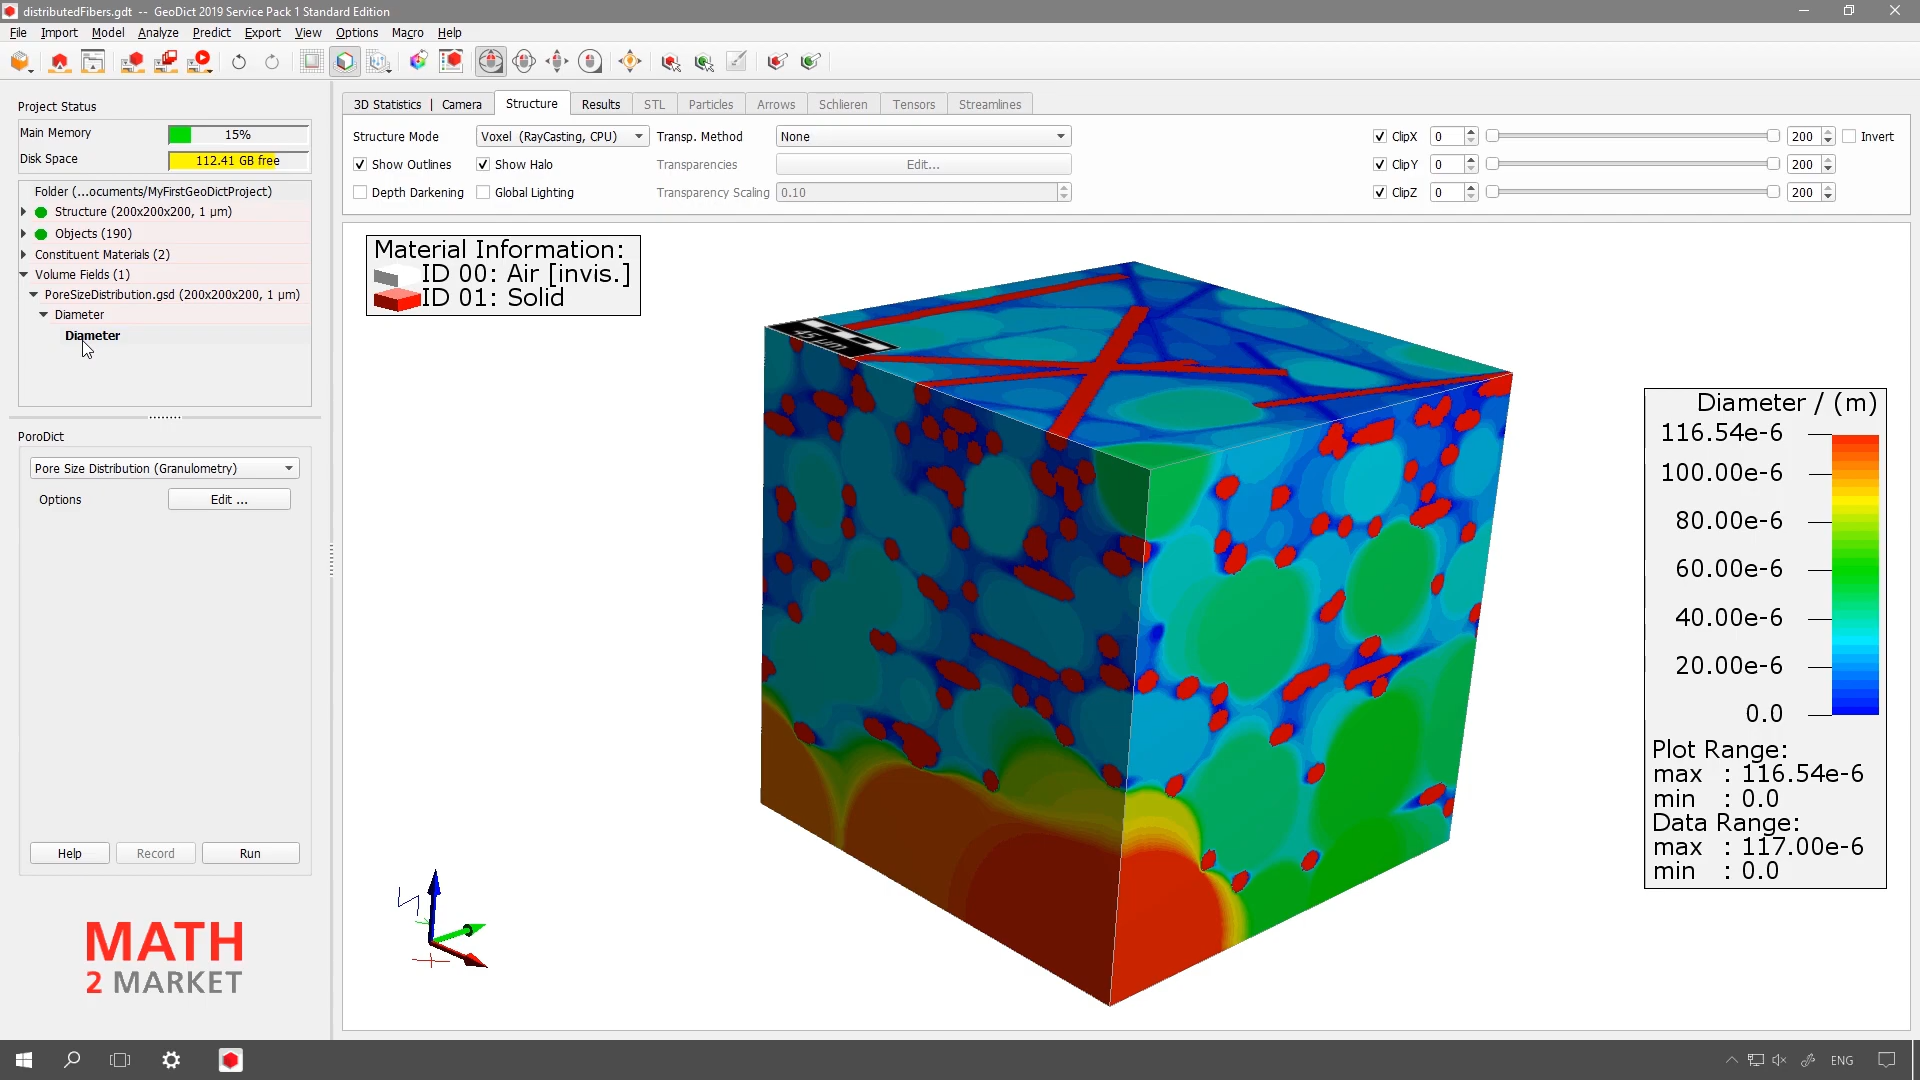 distributedFibers.gdt -- GeoDict 2019 Service Pack 1 Standard Edition
File Import Model Analyze Predict Export View Options Macro Help
Project Status
Main Memory 15%
Disk Space 112.41 GB free
Folder (...ocuments/MyFirstGeoDictProject)
Structure (200x200x200, 1 µm)
Objects (190)
Constituent Materials (2)
Volume Fields (1)
PoreSizeDistribution.gsd (200x200x200, 1 µm)
Diameter
Diameter
PoroDict
Pore Size Distribution (Granulometry)
Options Edit ...
Help Record Run
MATH
2 MARKET
3D Statistics | Camera Structure Results STL Particles Arrows Schlieren Tensors Streamlines
Structure Mode Voxel (RayCasting, CPU) Transp. Method None ClipX 0 200 Invert
Show Outlines Show Halo Transparencies Edit... ClipY 0 200
Depth Darkening Global Lighting Transparency Scaling 0.10 ClipZ 0 200
Material Information:
ID 00: Air [invis.]
ID 01: Solid
45 µm
Diameter / (m)
116.54e-6
100.00e-6
80.00e-6
60.00e-6
40.00e-6
20.00e-6
0.0
Plot Range:
max : 116.54e-6
min : 0.0
Data Range:
max : 117.00e-6
min : 0.0
ENG